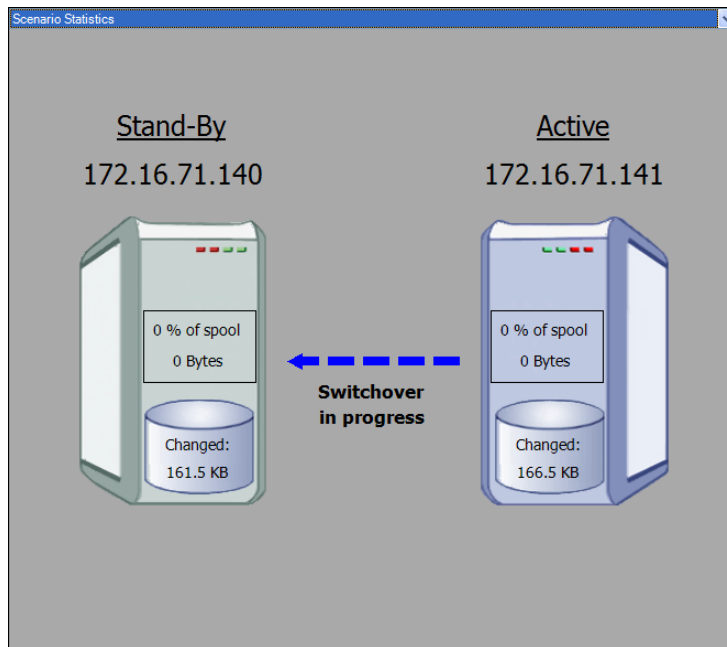 Scenario Statistics
Stand-By
172.16.71.140
0 % of spool
0 Bytes
Changed:
161.5 KB
Switchover
in progress
Active
172.16.71.141
0 % of spool
0 Bytes
Changed:
166.5 KB